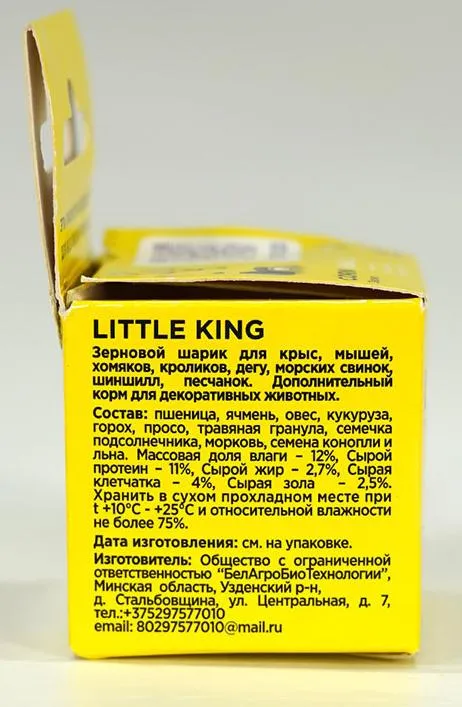 LITTLE KING
Зерновой шарик для крыс, мышей,
хомяков, кроликов, дегу, морских свинок,
шиншилл, песчанок. Дополнительный
корм для декоративных животных.
Состав: пшеница, ячмень, овес, кукуруза,
горох, просо, травяная гранула, семечка
подсолнечника, морковь, семена конопли и
льна. Массовая доля влаги – 12%, Сырой
протеин – 11%, Сырой жир – 2,7%, Сырая
клетчатка – 4%, Сырая зола – 2,5%.
Хранить в сухом прохладном месте при
t +10°C - +25°C и относительной влажности
не более 75%.
Дата изготовления: см. на упаковке.
Изготовитель: Общество с ограниченной
ответственностью “БелАгроБиоТехнологии”,
Минская область, Узденский р-н,
д. Стальбовщина, ул. Центральная, д. 7,
тел.:+375297577010
email: 80297577010@mail.ru